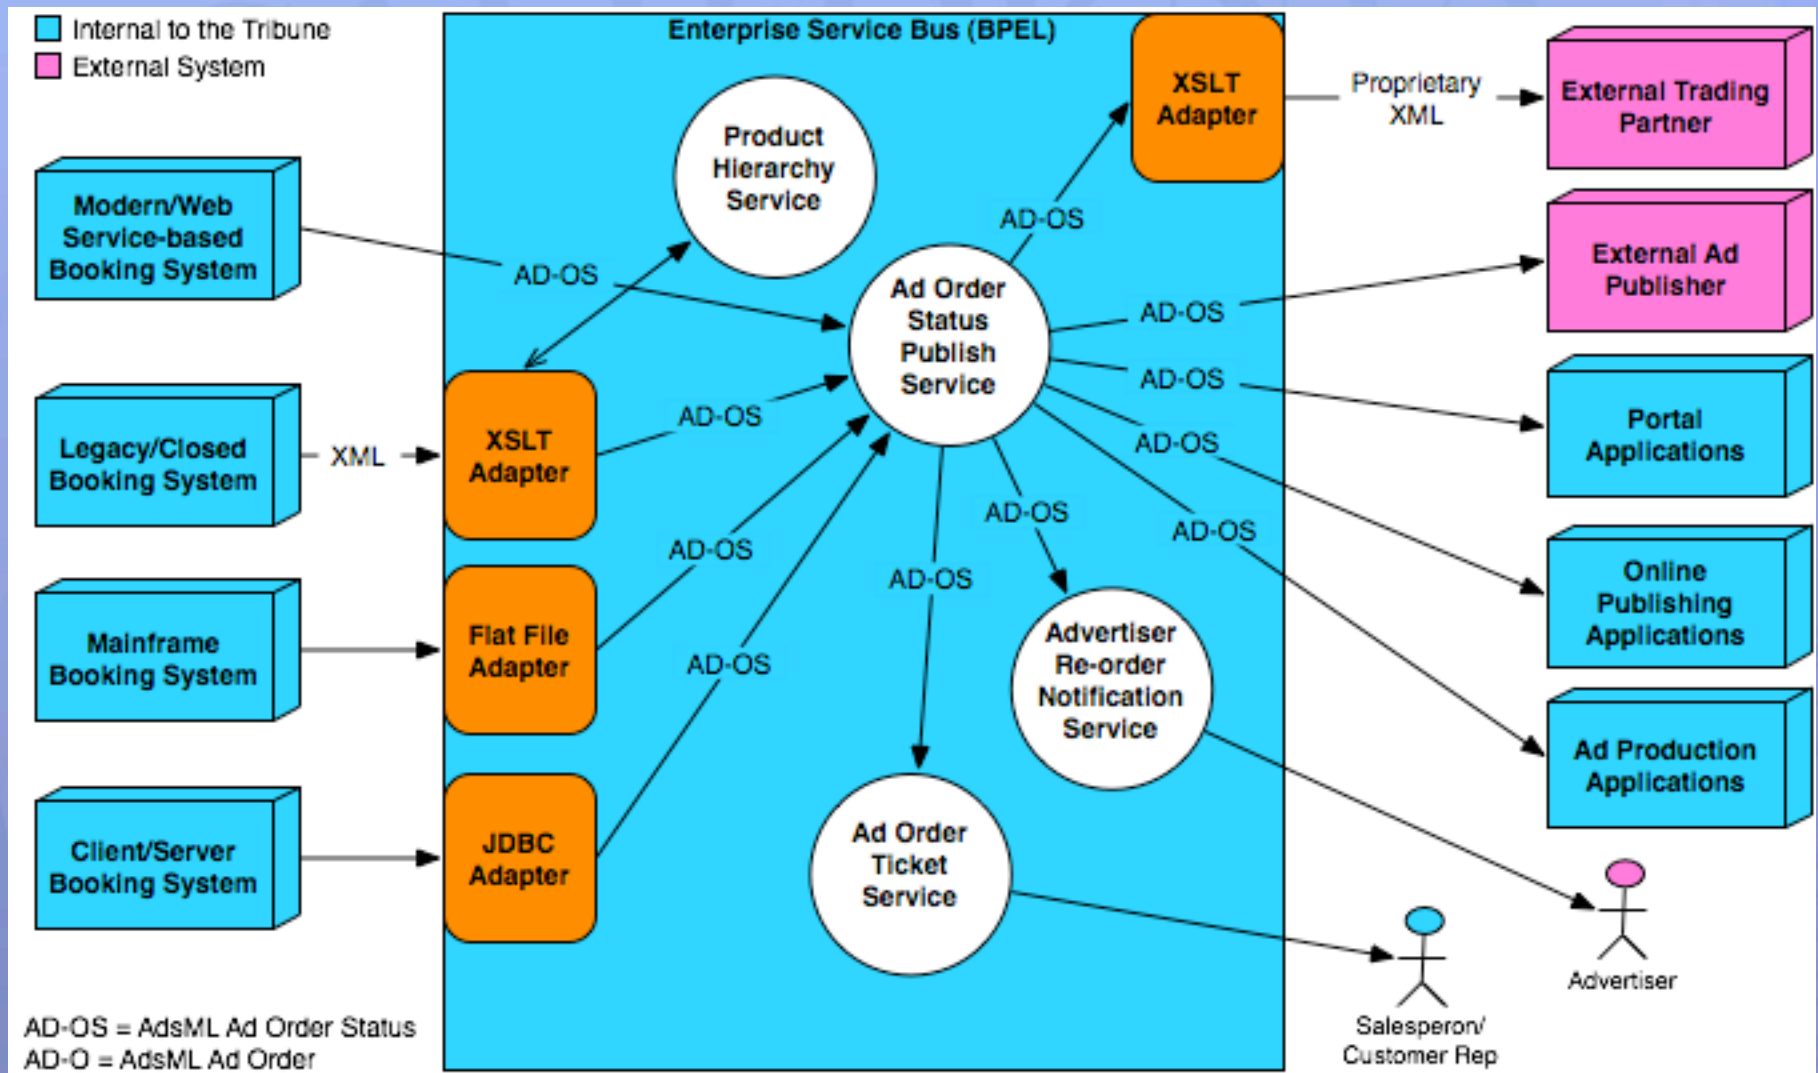 Internal to the Tribune
External System
Enterprise Service Bus (BPEL)
Modern/Web
Service-based
Booking System
Legacy/Closed
Booking System
Mainframe
Booking System
Client/Server
Booking System
XML
XSLT
Adapter
Flat File
Adapter
JDBC
Adapter
Product
Hierarchy
Service
AD-OS
AD-OS
AD-OS
AD-OS
Ad Order
Status
Publish
Service
AD-OS
XSLT
Adapter
Proprietary
XML
External Trading
Partner
AD-OS
External Ad
Publisher
AD-OS
Portal
Applications
AD-OS
Online
Publishing
Applications
AD-OS
Ad Production
Applications
AD-OS
Advertiser
Re-order
Notification
Service
AD-OS
Ad Order
Ticket
Service
Advertiser
Salesperon/
Customer Rep
AD-OS = AdsML Ad Order Status
AD-O = AdsML Ad Order